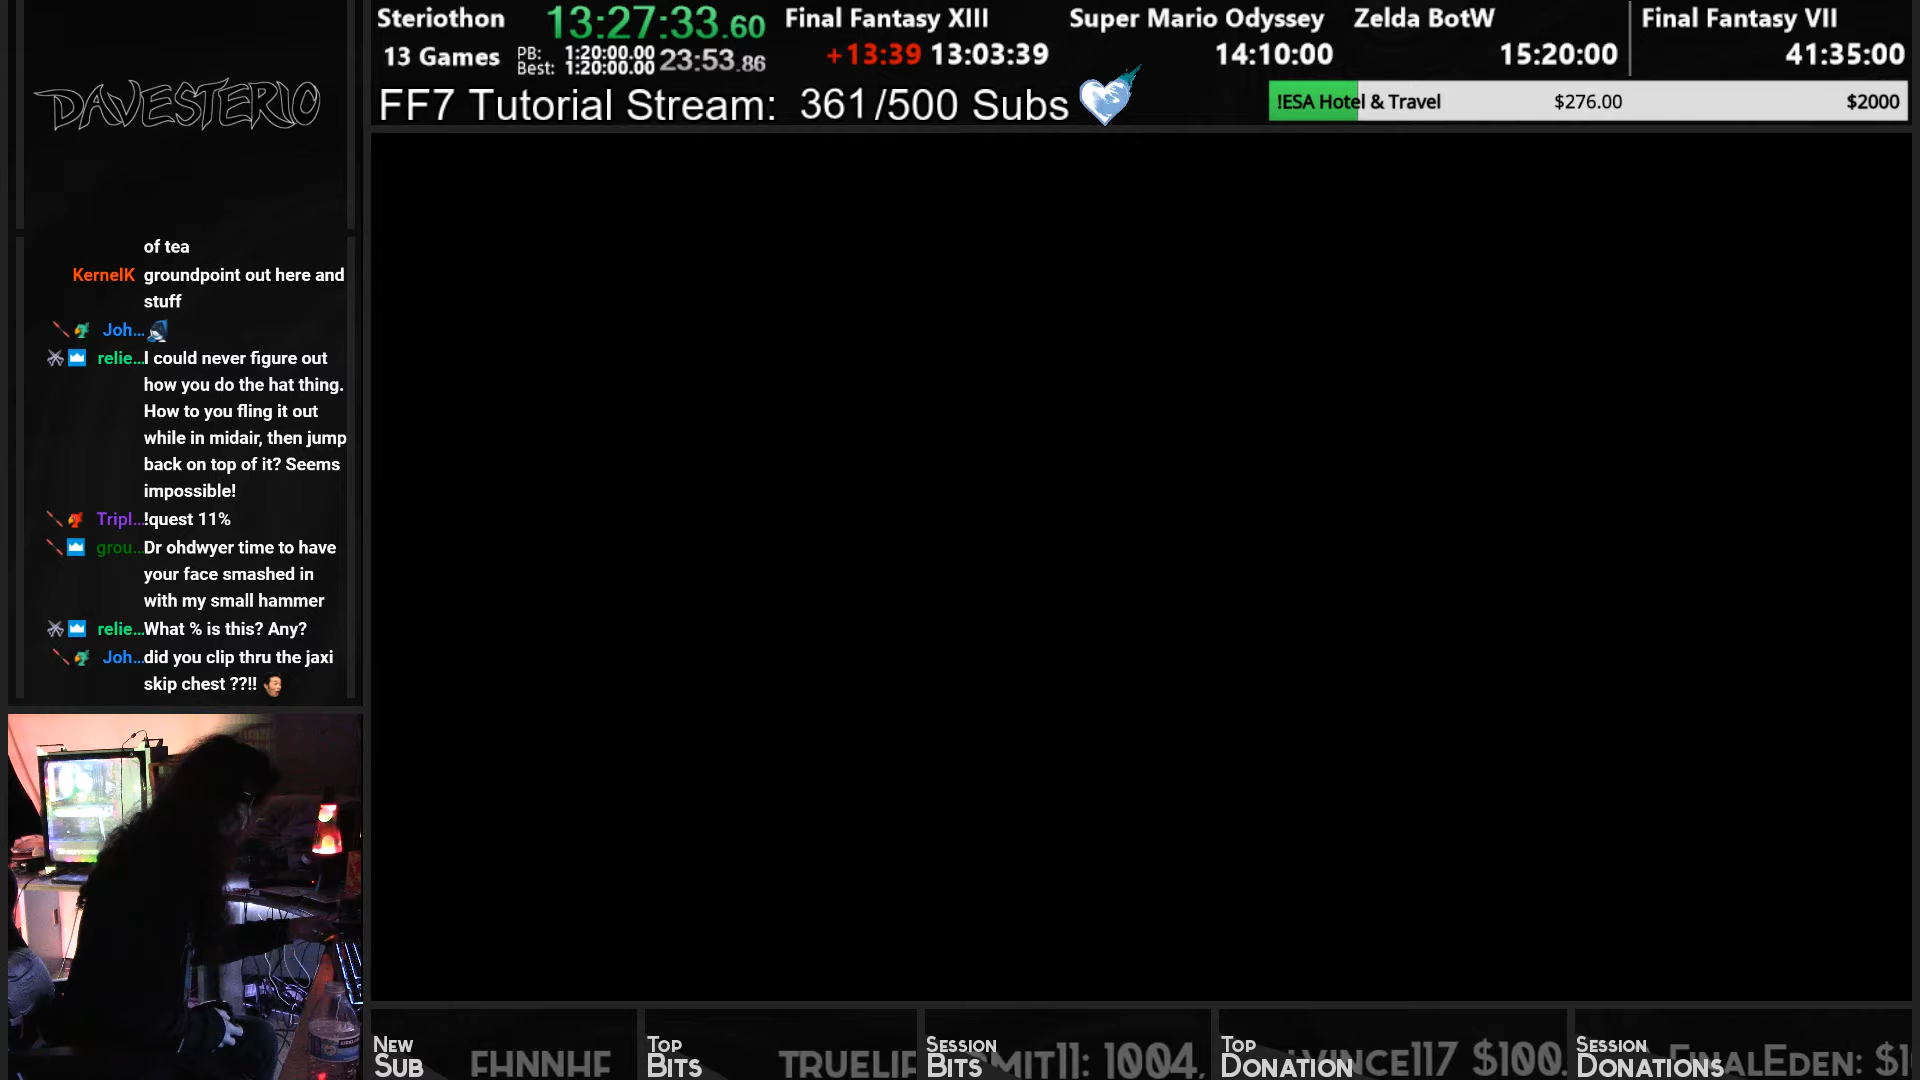 DAVESTERIO
Steriothon
13 Games
13:27:33.60
PB: 1:20:00.00
Best: 1:20:00.00
23:53.86
Final Fantasy XIII
+13:39 13:03:39
Super Mario Odyssey
14:10:00
Zelda BotW
15:20:00
Final Fantasy VII
41:35:00
FF7 Tutorial Stream: 361/500 Subs
!ESA Hotel & Travel $276.00 $2000
of tea
KernelK groundpoint out here and
stuff
Joh...
relie... I could never figure out
how you do the hat thing.
How to you fling it out
while in midair, then jump
back on top of it? Seems
impossible!
Tripl... !quest 11%
grou... Dr ohdwyer time to have
your face smashed in
with my small hammer
relie... What % is this? Any?
Joh... did you clip thru the jaxi
skip chest ??!!
New
Sub
Top
Bits
Session
Bits
MIT11: 1004,
Top
Donation
VINCE117 $100.
Session
Donations
FinalEden: